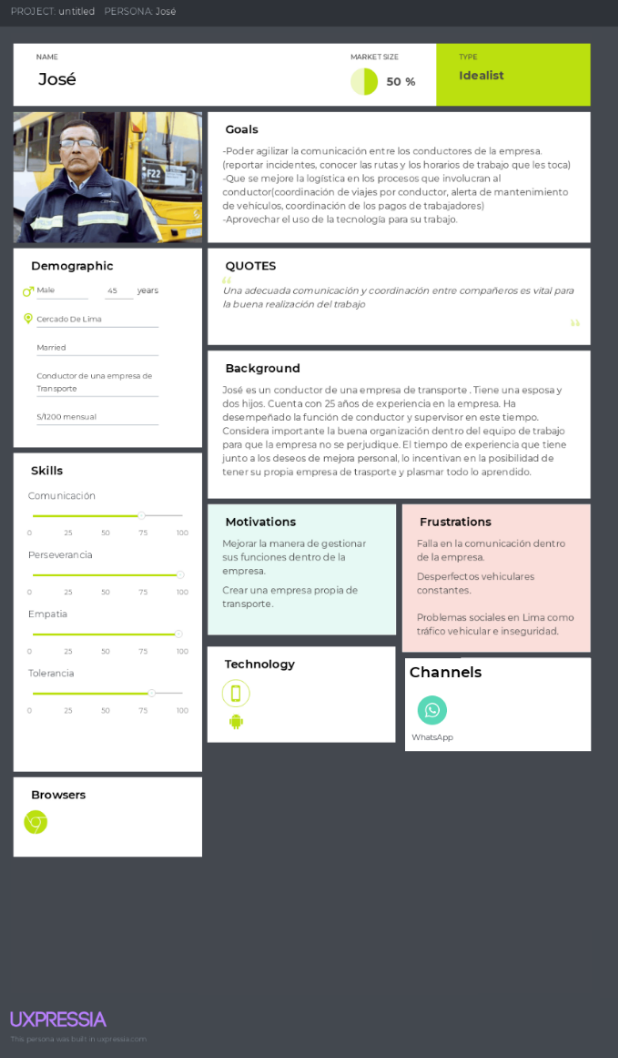 PROJECT: untitled PERSONA: José
NAME
José
MARKET SIZE
50 %
TYPE
Idealist
F22
Goals
-Poder agilizar la comunicación entre los conductores de la empresa.
(reportar incidentes, conocer las rutas y los horarios de trabajo que les toca)
-Que se mejore la logística en los procesos que involucran al
conductor(coordinación de viajes por conductor, alerta de mantenimiento
de vehículos, coordinación de los pagos de trabajadores)
-Aprovechar el uso de la tecnología para su trabajo.
Demographic
Male 45 years
Cercado De Lima
Married
Conductor de una empresa de
Transporte
S/1200 mensual
QUOTES
“
Una adecuada comunicación y coordinación entre compañeros es vital para
la buena realización del trabajo
“
Background
José es un conductor de una empresa de transporte . Tiene una esposa y
dos hijos. Cuenta con 25 años de experiencia en la empresa. Ha
desempeñado la función de conductor y supervisor en este tiempo.
Considera importante la buena organización dentro del equipo de trabajo
para que la empresa no se perjudique. El tiempo de experiencia que tiene
junto a los deseos de mejora personal, lo incentivan en la posibilidad de
tener su propia empresa de trasporte y plasmar todo lo aprendido.
Skills
Comunicación
0 25 50 75 100
Perseverancia
0 25 50 75 100
Empatia
0 25 50 75 100
Tolerancia
0 25 50 75 100
Motivations
Mejorar la manera de gestionar
sus funciones dentro de la
empresa.
Crear una empresa propia de
transporte.
Frustrations
Falla en la comunicación dentro
de la empresa.
Desperfectos vehiculares
constantes.
Problemas sociales en Lima como
tráfico vehicular e inseguridad.
Technology
Channels
WhatsApp
Browsers
UXPRESSIA
This persona was built in uxpressia.com